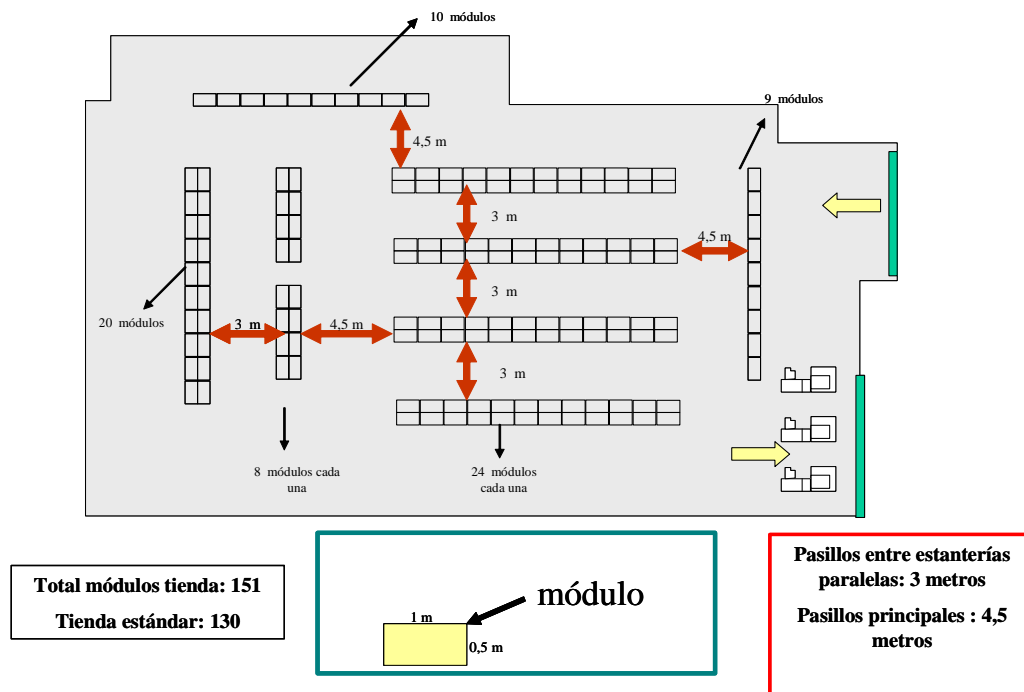 10 módulos
9 módulos
4,5 m
3 m
4,5 m
3 m
20 módulos
3 m
4,5 m
3 m
8 módulos cada
una
24 módulos
cada una
Total módulos tienda: 151
Tienda estándar: 130
módulo
1 m
0,5 m
Pasillos entre estanterías
paralelas: 3 metros
Pasillos principales : 4,5
metros